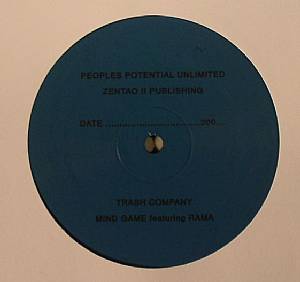 PEOPLES POTENTIAL UNLIMITED
ZENTAO II PUBLISHING
DATE ..................................200...
TRASH COMPANY
MIND GAME featuring RAMA